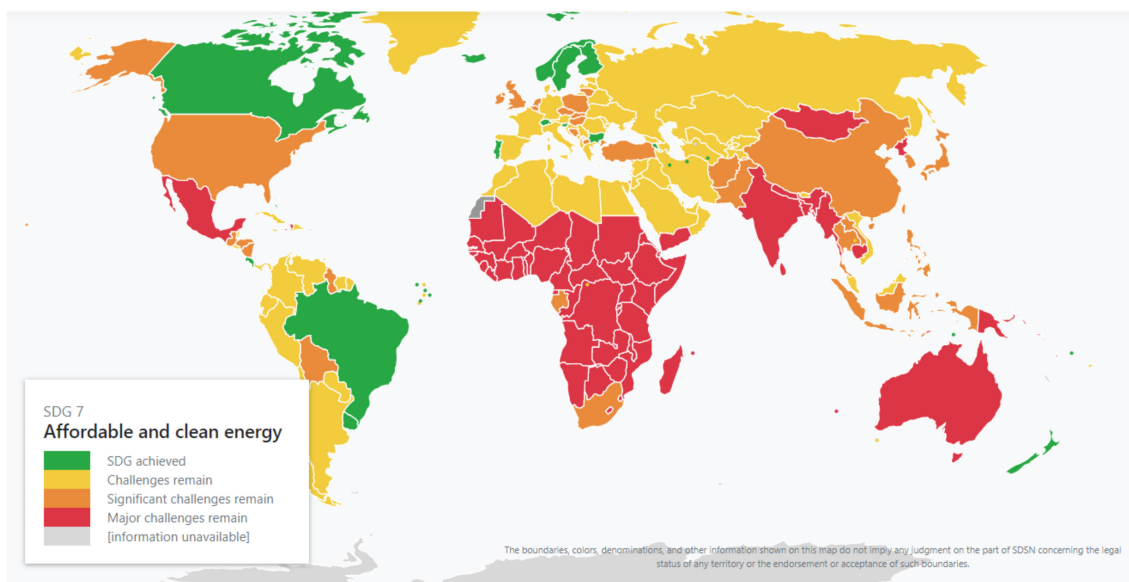 SDG 7
Affordable and clean energy
SDG achieved
Challenges remain
Significant challenges remain
Major challenges remain
[information unavailable]
The boundaries, colors, denominations, and other information shown on this map do not imply any judgment on the part of SDSN concerning the legal
status of any territory or the endorsement or acceptance of such boundaries.